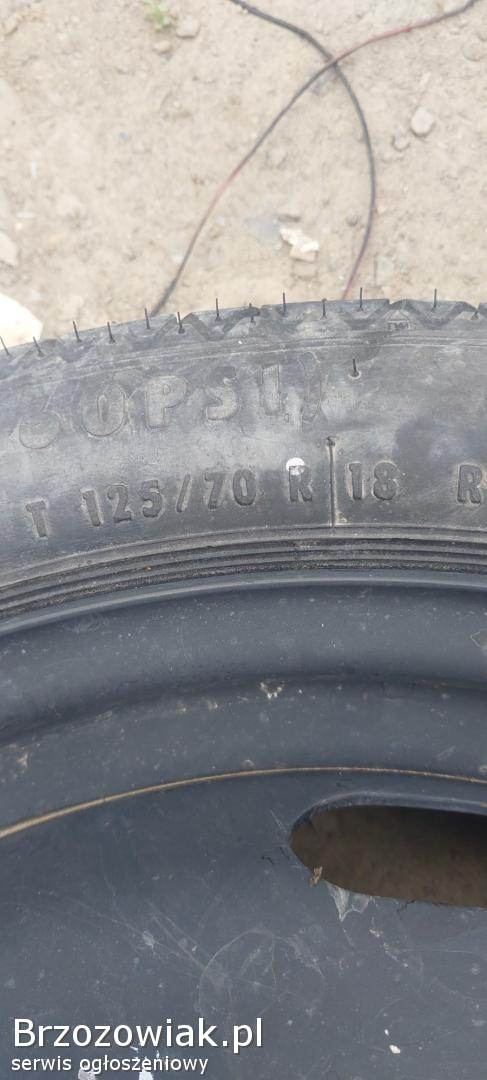 60PSI)
T 125/70 R 18 R
Brzozowiak.pl
serwis ogłoszeniowy